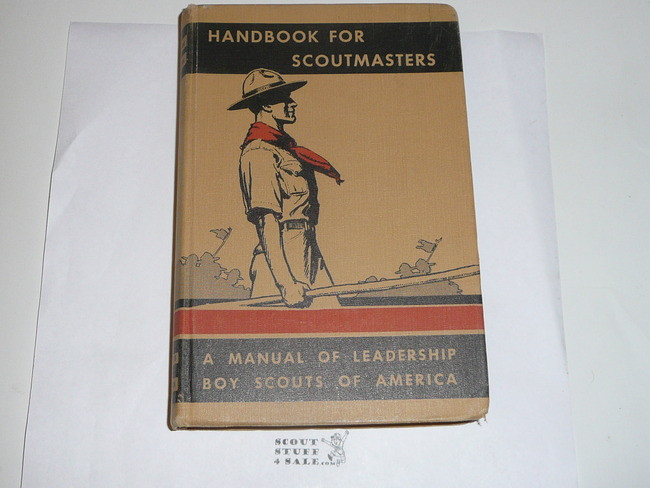 HANDBOOK FOR
SCOUTMASTERS
A MANUAL OF LEADERSHIP
BOY SCOUTS OF AMERICA
SCOUT
STUFF
4 SALE.com